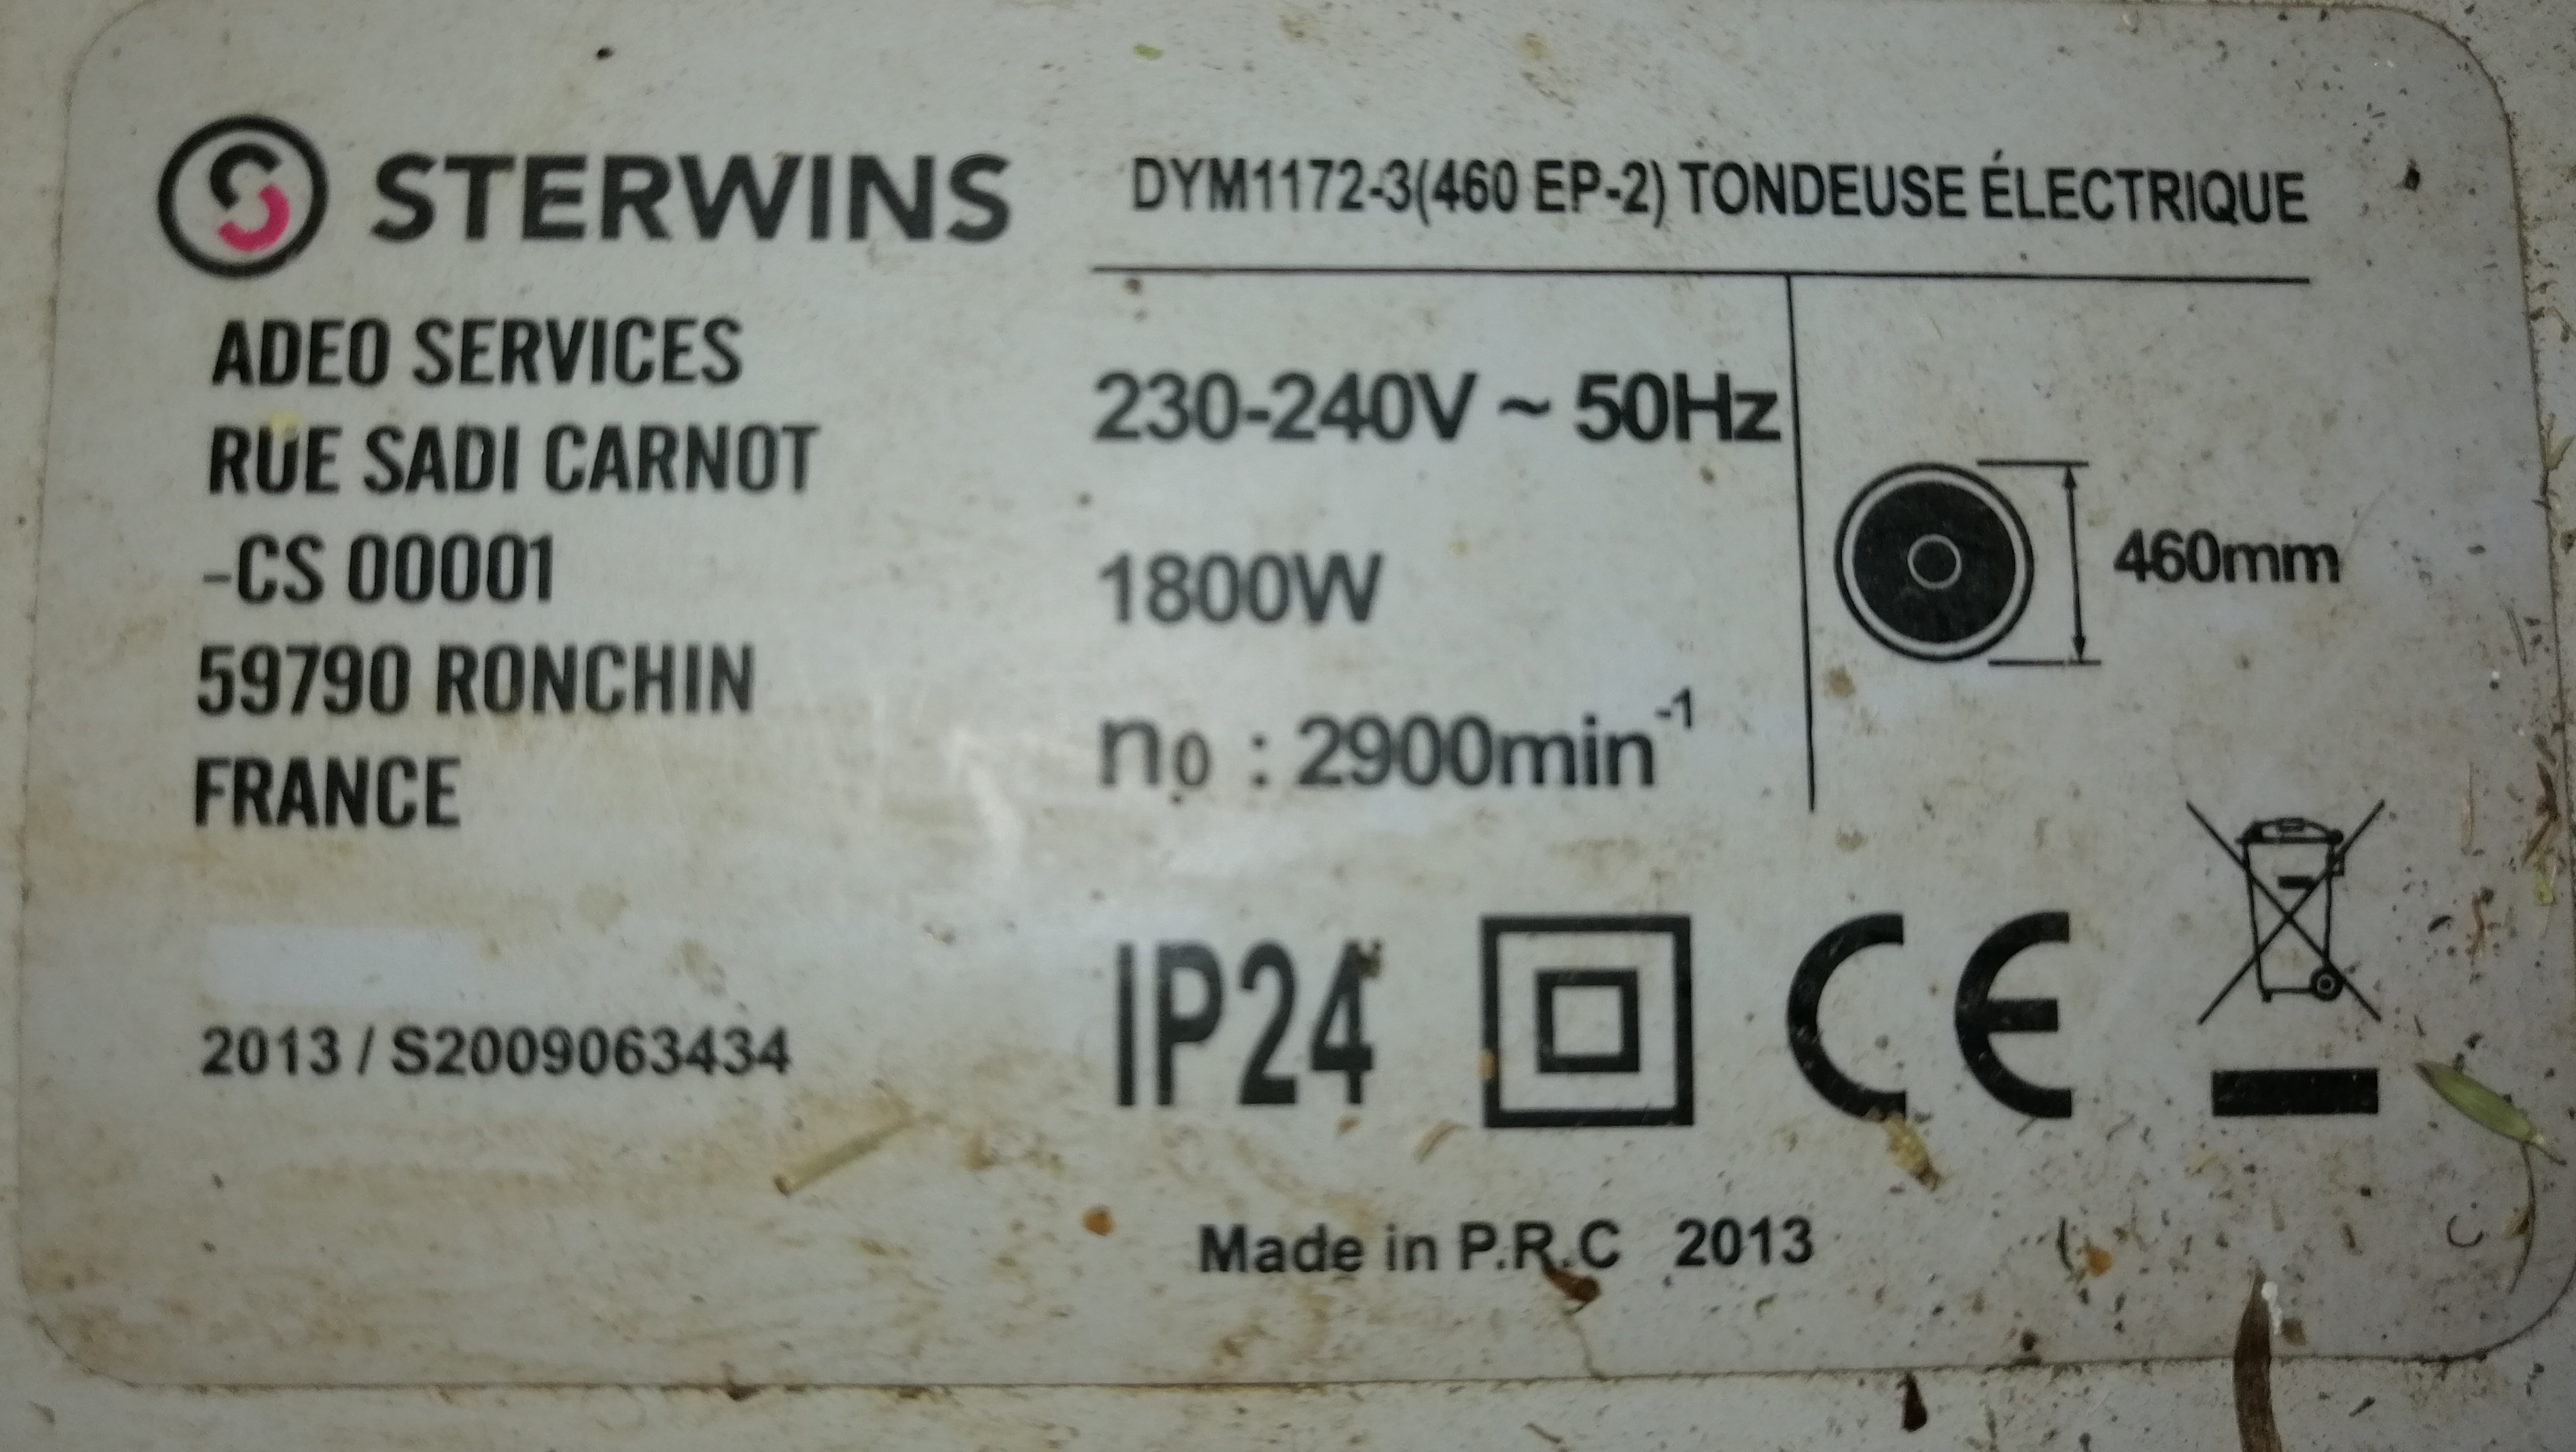 STERWINS
ADEO SERVICES
RUE SADI CARNOT
-CS 00001
59790 RONCHIN
FRANCE
2013 / S2009063434
DYM1172-3(460 EP-2) TONDEUSE ÉLECTRIQUE
230-240V ~ 50Hz
1800W
n₀ : 2900min⁻¹
460mm
IP24 CE
Made in P.R.C 2013